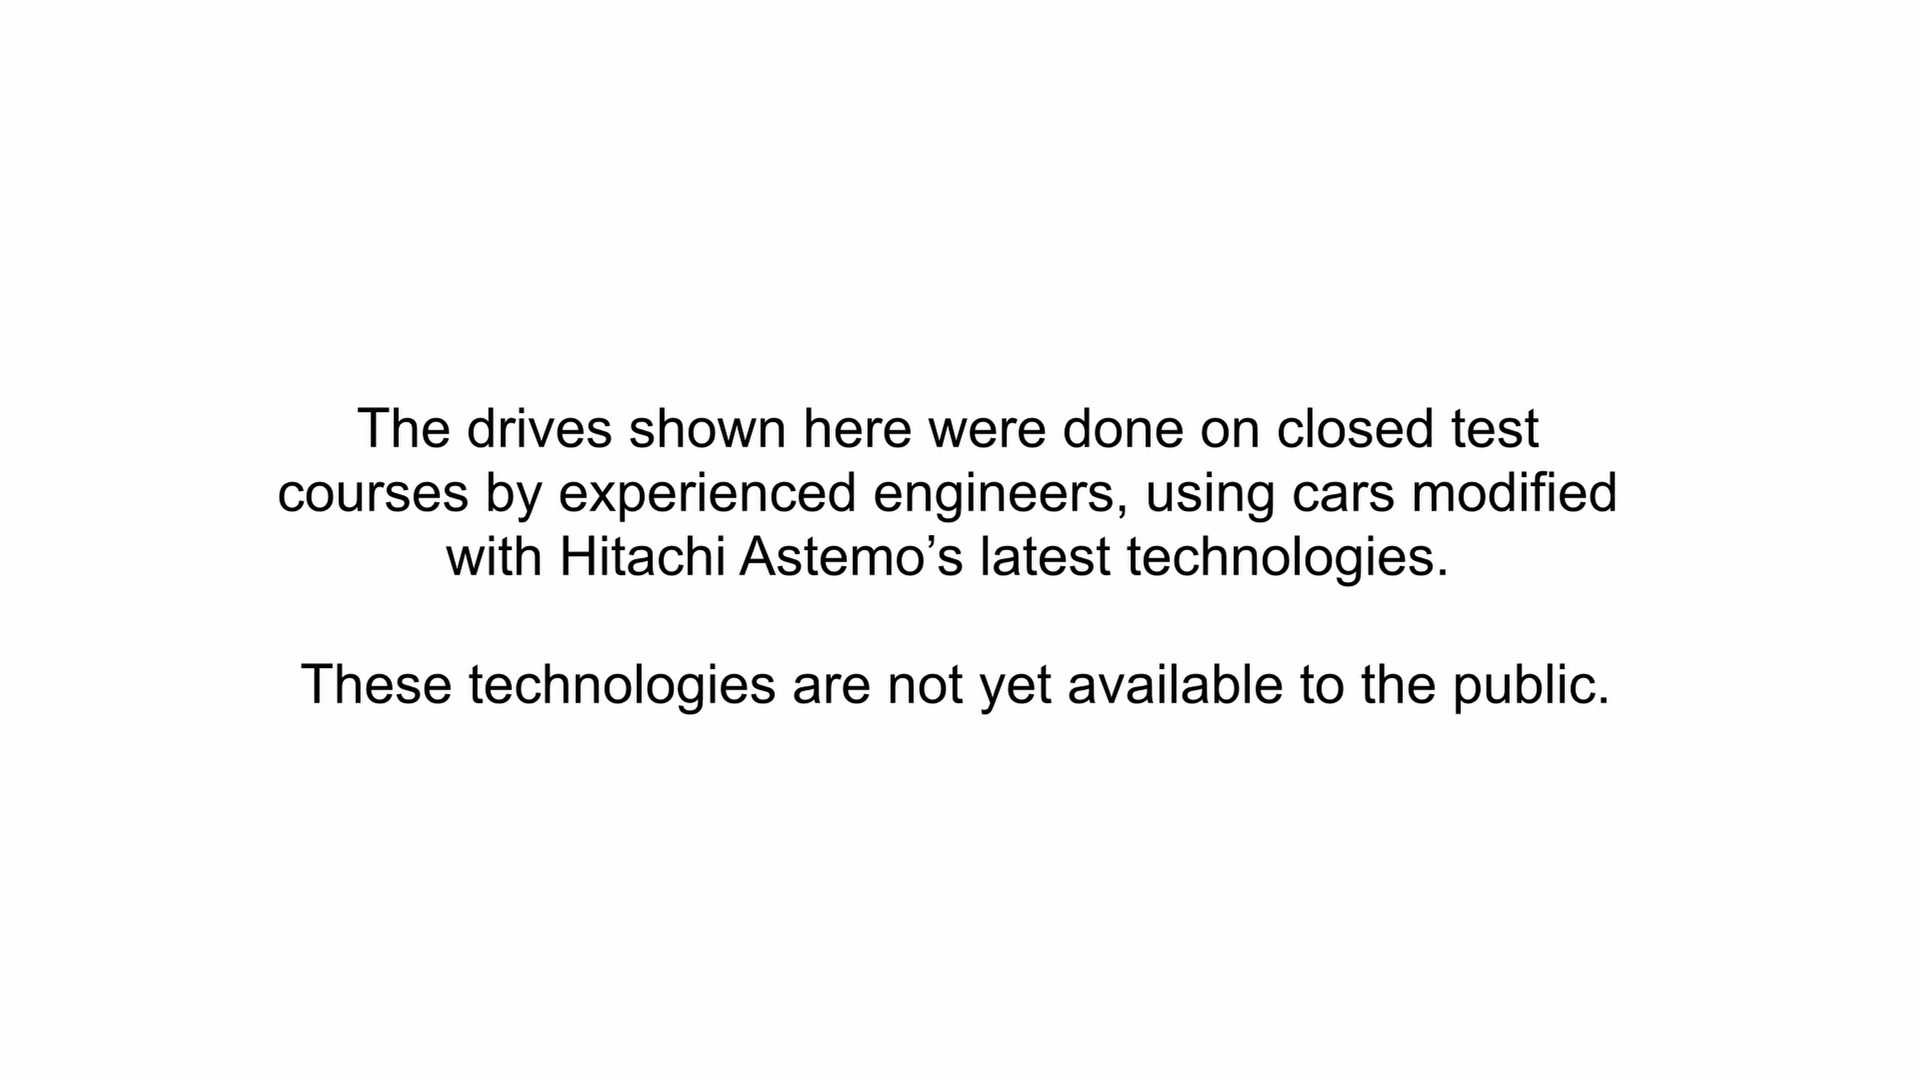 The drives shown here were done on closed test
courses by experienced engineers, using cars modified
with Hitachi Astemo’s latest technologies.
These technologies are not yet available to the public.